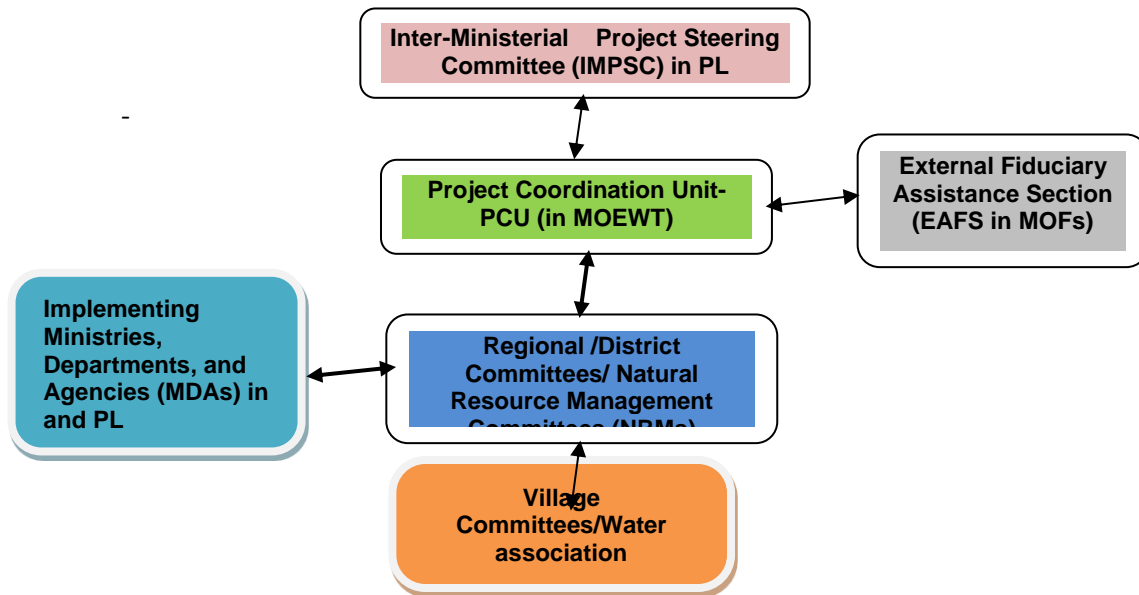 Inter-Ministerial Project Steering
Committee (IMPSC) in PL
-
Project Coordination Unit-
PCU (in MOEWT)
External Fiduciary
Assistance Section
(EAFS in MOFs)
Implementing
Ministries,
Departments, and
Agencies (MDAs) in
and PL
Regional /District
Committees/ Natural
Resource Management
Committees (NRMs)
Village
Committees/Water
association